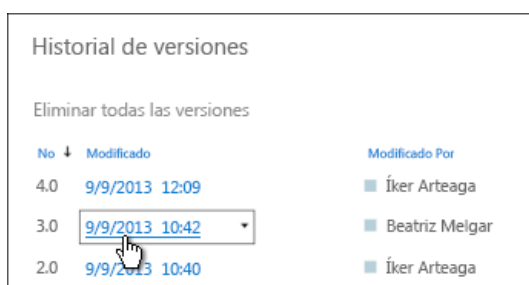 Historial de versiones
Eliminar todas las versiones
No Modificado Modificado Por
4.0 9/9/2013 12:09 Íker Arteaga
3.0 9/9/2013 10:42 Beatriz Melgar
2.0 9/9/2013 10:40 Íker Arteaga